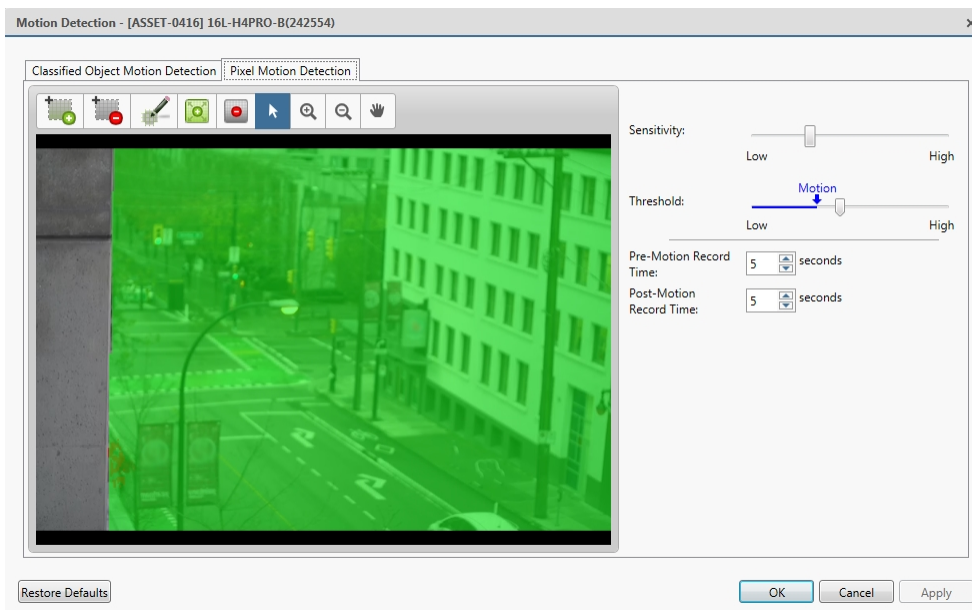 Motion Detection - [ASSET-0416] 16L-H4PRO-B(242554)
Classified Object Motion Detection
Pixel Motion Detection
Sensitivity:
Low High
Motion
Threshold:
Low High
Pre-Motion Record
Time:
5 seconds
Post-Motion
Record Time:
5 seconds
Restore Defaults
OK Cancel Apply